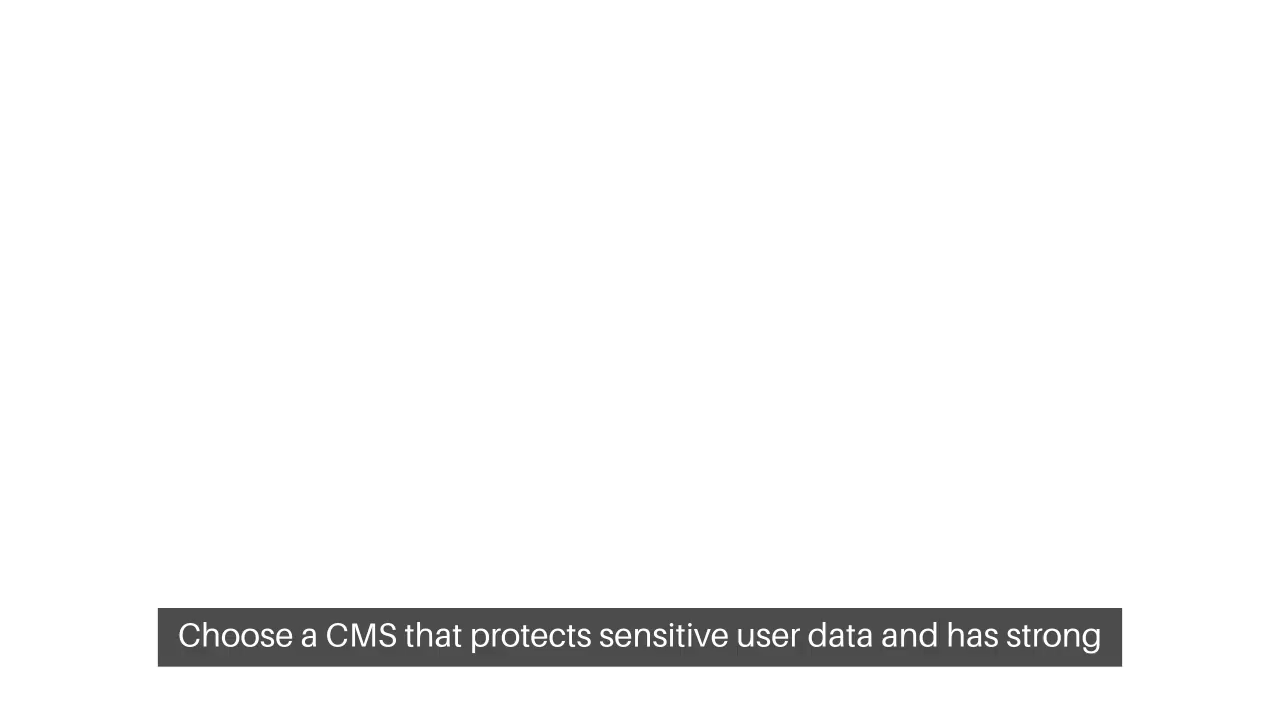 Choose a CMS that protects sensitive user data and has strong